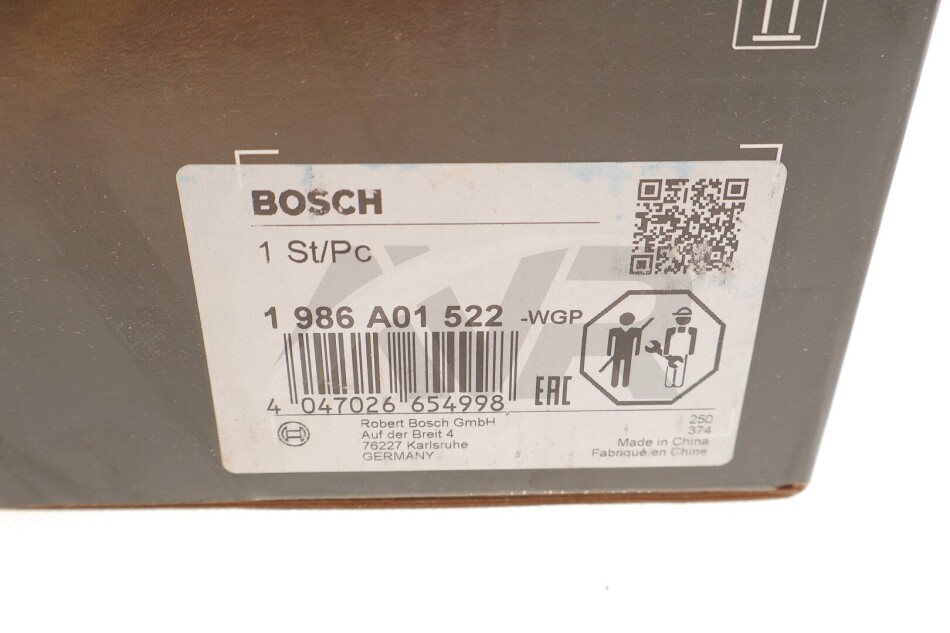 BOSCH
1 St/Pc
1 986 A01 522 -WGP
4 047026 654998
EAC
Robert Bosch GmbH
Auf der Breit 4
76227 Karlsruhe
GERMANY
250
374
Made in China
Fabriqué en Chine